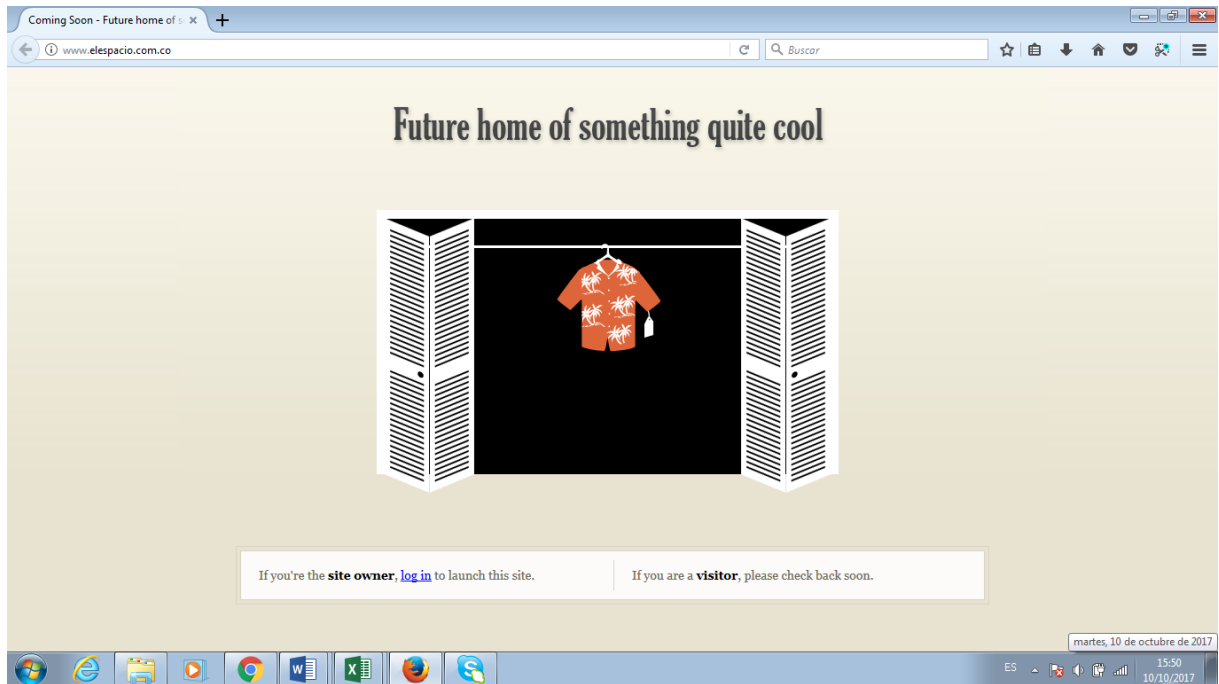 Coming Soon - Future home of s
www.elespacio.com.co
Buscar
Future home of something quite cool
If you're the site owner, log in to launch this site.
If you are a visitor, please check back soon.
martes, 10 de octubre de 2017
ES
15:50
10/10/2017